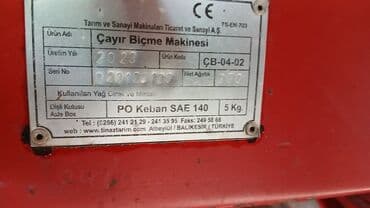 CE
TS-EK-703
Tarım ve Sanayi Makinaları Ticaret ve Sanayi A.Ş.
Ürün Adı Çayır Biçme Makinesi
Üretim Yılı 2023 Ürün Kodu ÇB-04-02
Seri No Net Ağırlık
Kullanılan Yağ Cinsi ve Miktarı
Dişli Kutusu PO Keban SAE 140 5 Kg.
Axle Box
Tel : (0266) 241 21 29 - 241 35 95 Fax: 249 58 68
web : www.tinaztarim.com Altıeylül / BALIKESİR / TÜRKİYE